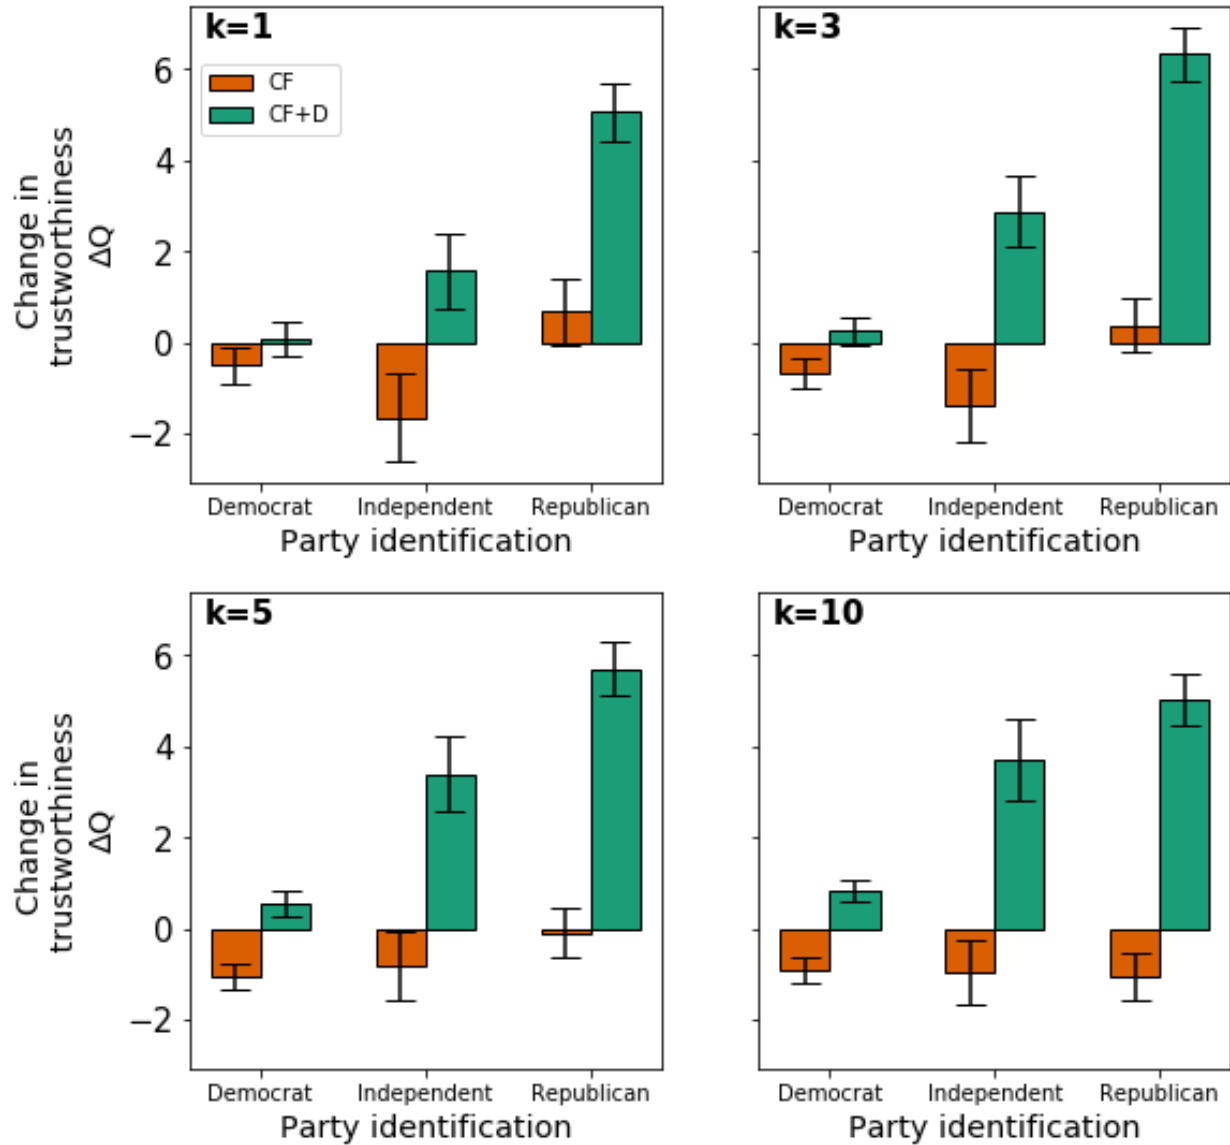 k=1
k=3
CF
CF+D
6
4
2
0
−2
Change in
trustworthiness
ΔQ
Democrat Independent Republican
Party identification
Democrat Independent Republican
Party identification
k=5
k=10
6
4
2
0
−2
Change in
trustworthiness
ΔQ
Democrat Independent Republican
Party identification
Democrat Independent Republican
Party identification